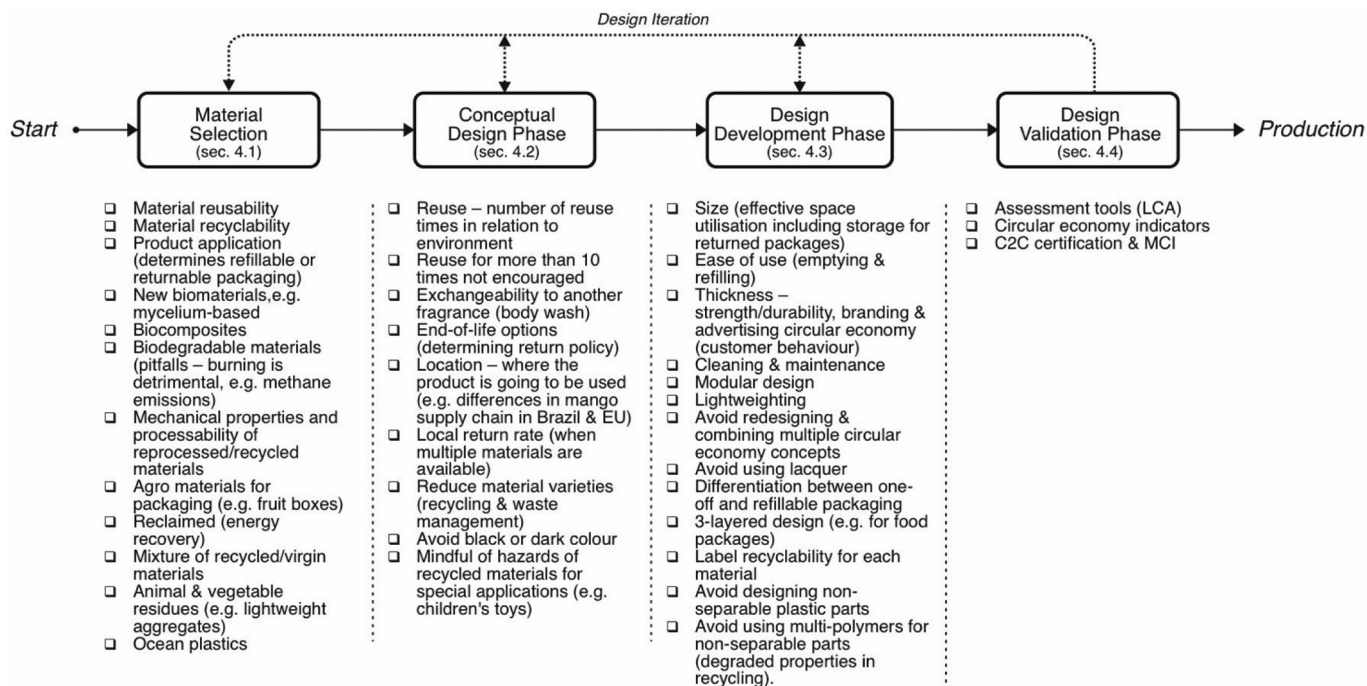 Design Iteration
Start
Material
Selection
(sec. 4.1)
Conceptual
Design Phase
(sec. 4.2)
Design
Development Phase
(sec. 4.3)
Design
Validation Phase
(sec. 4.4)
Production
❑ Material reusability
❑ Material recyclability
❑ Product application
(determines refillable or
returnable packaging)
❑ New biomaterials,e.g.
mycelium-based
❑ Biocomposites
❑ Biodegradable materials
(pitfalls – burning is
detrimental, e.g. methane
emissions)
❑ Mechanical properties and
processability of
reprocessed/recycled
materials
❑ Agro materials for
packaging (e.g. fruit boxes)
❑ Reclaimed (energy
recovery)
❑ Mixture of recycled/virgin
materials
❑ Animal & vegetable
residues (e.g. lightweight
aggregates)
❑ Ocean plastics
❑ Reuse – number of reuse
times in relation to
environment
❑ Reuse for more than 10
times not encouraged
❑ Exchangeability to another
fragrance (body wash)
❑ End-of-life options
(determining return policy)
❑ Location – where the
product is going to be used
(e.g. differences in mango
supply chain in Brazil & EU)
❑ Local return rate (when
multiple materials are
available)
❑ Reduce material varieties
(recycling & waste
management)
❑ Avoid black or dark colour
❑ Mindful of hazards of
recycled materials for
special applications (e.g.
children's toys)
❑ Size (effective space
utilisation including storage for
returned packages)
❑ Ease of use (emptying &
refilling)
❑ Thickness –
strength/durability, branding &
advertising circular economy
(customer behaviour)
❑ Cleaning & maintenance
❑ Modular design
❑ Lightweighting
❑ Avoid redesigning &
combining multiple circular
economy concepts
❑ Avoid using lacquer
❑ Differentiation between one-
off and refillable packaging
❑ 3-layered design (e.g. for food
packages)
❑ Label recyclability for each
material
❑ Avoid designing non-
separable plastic parts
❑ Avoid using multi-polymers for
non-separable parts
(degraded properties in
recycling).
❑ Assessment tools (LCA)
❑ Circular economy indicators
❑ C2C certification & MCI